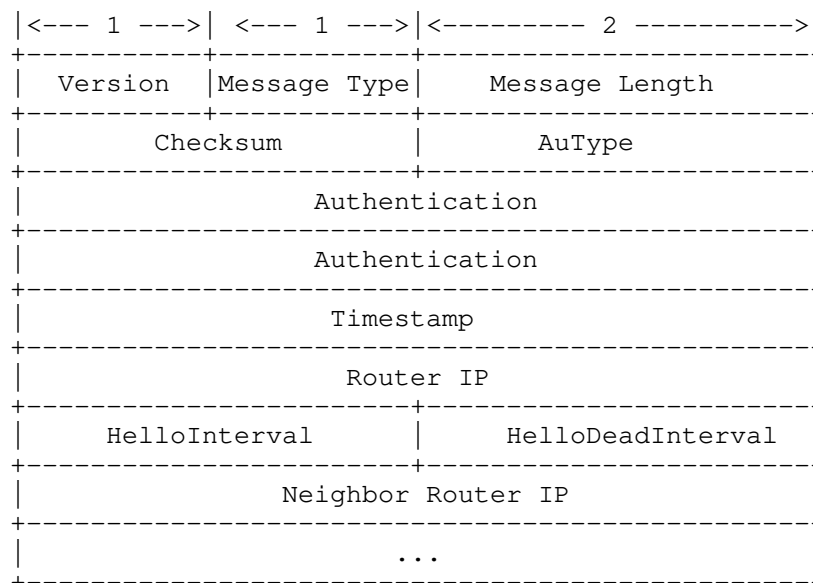 |<--- 1 --->| <--- 1 --->|<--------- 2 ---------->
+-----------+------------+------------------------
|  Version  |Message Type|    Message Length
+-----------+------------+------------------------
|        Checksum        |       AuType
+------------------------+------------------------
|                  Authentication
+-------------------------------------------------
|                  Authentication
+-------------------------------------------------
|                   Timestamp
+-------------------------------------------------
|                    Router IP
+------------------------+------------------------
|     HelloInterval      |     HelloDeadInterval
+------------------------+------------------------
|                Neighbor Router IP
+-------------------------------------------------
|                       ...
+-------------------------------------------------